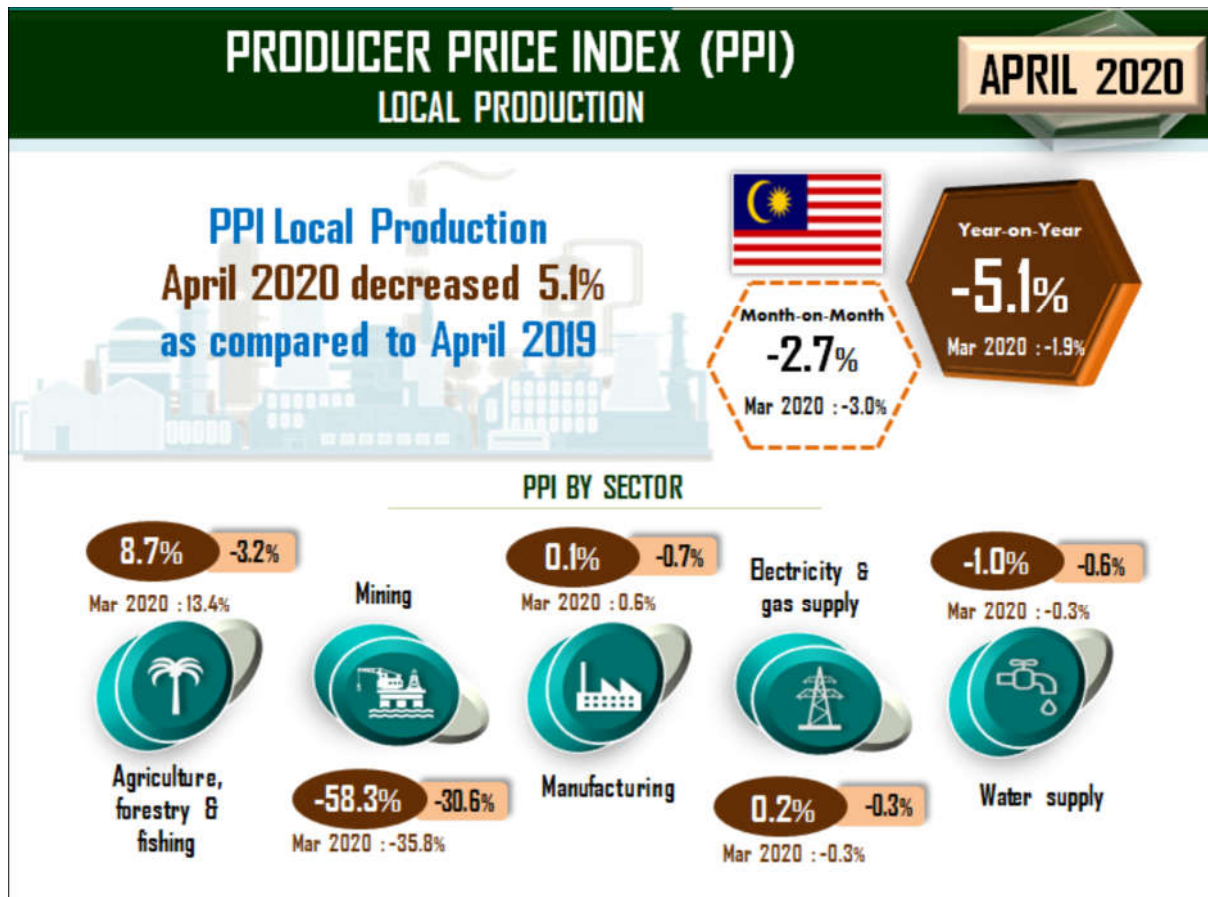 PRODUCER PRICE INDEX (PPI)
LOCAL PRODUCTION
APRIL 2020
PPI Local Production
April 2020 decreased 5.1%
as compared to April 2019
Month-on-Month
-2.7%
Mar 2020 :-3.0%
Year-on-Year
-5.1%
Mar 2020 :-1.9%
PPI BY SECTOR
8.7%
-3.2%
Mar 2020 :13.4%
Agriculture,
forestry &
fishing
Mining
-58.3%
-30.6%
Mar 2020 :-35.8%
0.1%
-0.7%
Mar 2020 :0.6%
Manufacturing
Electricity &
gas supply
0.2%
-0.3%
Mar 2020 :-0.3%
-1.0%
-0.6%
Mar 2020 :-0.3%
Water supply